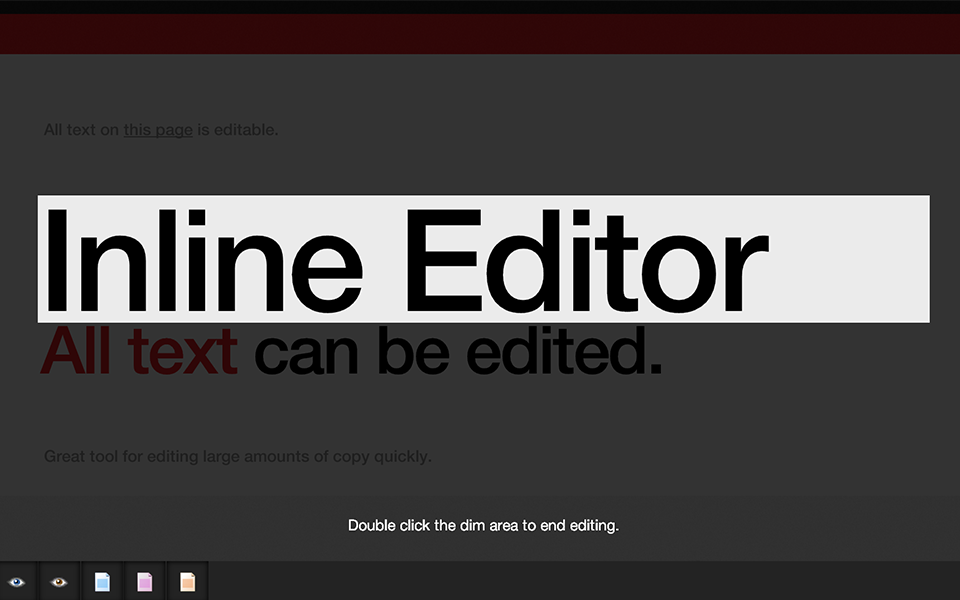 All text on this page is editable.
Inline Editor
All text can be edited.
Great tool for editing large amounts of copy quickly.
Double click the dim area to end editing.